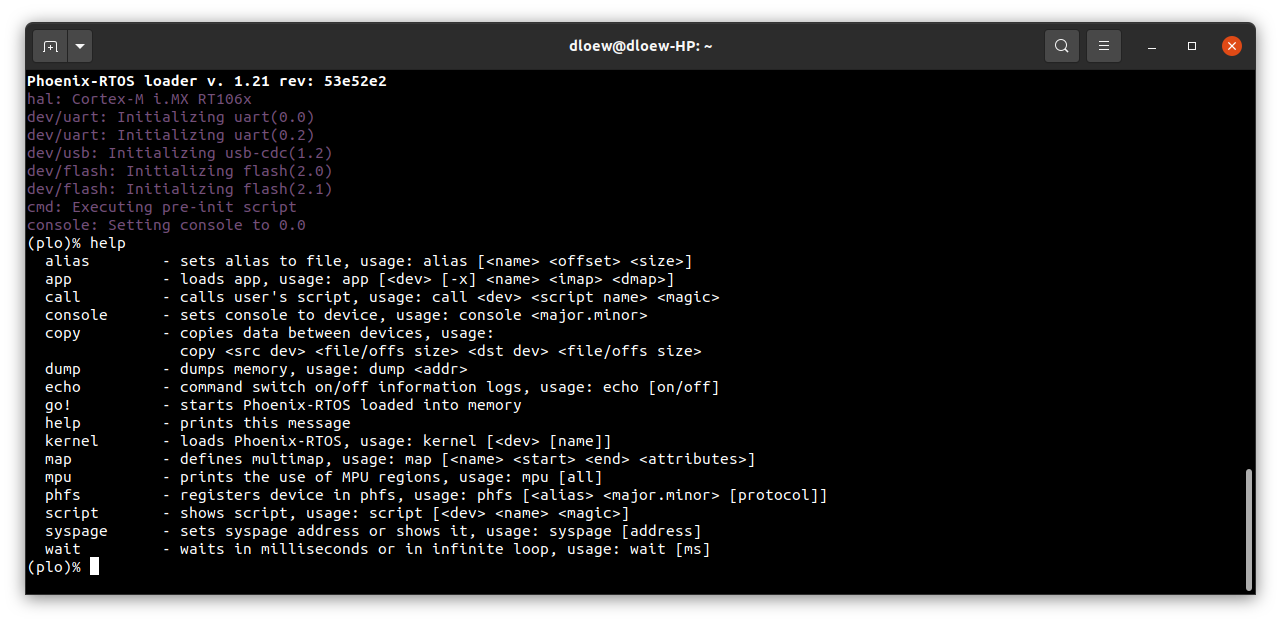 dloew@dloew-HP: ~
Phoenix-RTOS loader v. 1.21 rev: 53e52e2
hal: Cortex-M i.MX RT106x
dev/uart: Initializing uart(0.0)
dev/uart: Initializing uart(0.2)
dev/usb: Initializing usb-cdc(1.2)
dev/flash: Initializing flash(2.0)
dev/flash: Initializing flash(2.1)
cmd: Executing pre-init script
console: Setting console to 0.0
(plo)% help
  alias        - sets alias to file, usage: alias [<name> <offset> <size>]
  app          - loads app, usage: app [<dev> [-x] <name> <imap> <dmap>]
  call         - calls user's script, usage: call <dev> <script name> <magic>
  console      - sets console to device, usage: console <major.minor>
  copy         - copies data between devices, usage:
                 copy <src dev> <file/offs size> <dst dev> <file/offs size>
  dump         - dumps memory, usage: dump <addr>
  echo         - command switch on/off information logs, usage: echo [on/off]
  go!          - starts Phoenix-RTOS loaded into memory
  help         - prints this message
  kernel       - loads Phoenix-RTOS, usage: kernel [<dev> [name]]
  map          - defines multimap, usage: map [<name> <start> <end> <attributes>]
  mpu          - prints the use of MPU regions, usage: mpu [all]
  phfs         - registers device in phfs, usage: phfs [<alias> <major.minor> [protocol]]
  script       - shows script, usage: script [<dev> <name> <magic>]
  syspage      - sets syspage address or shows it, usage: syspage [address]
  wait         - waits in milliseconds or in infinite loop, usage: wait [ms]
(plo)%